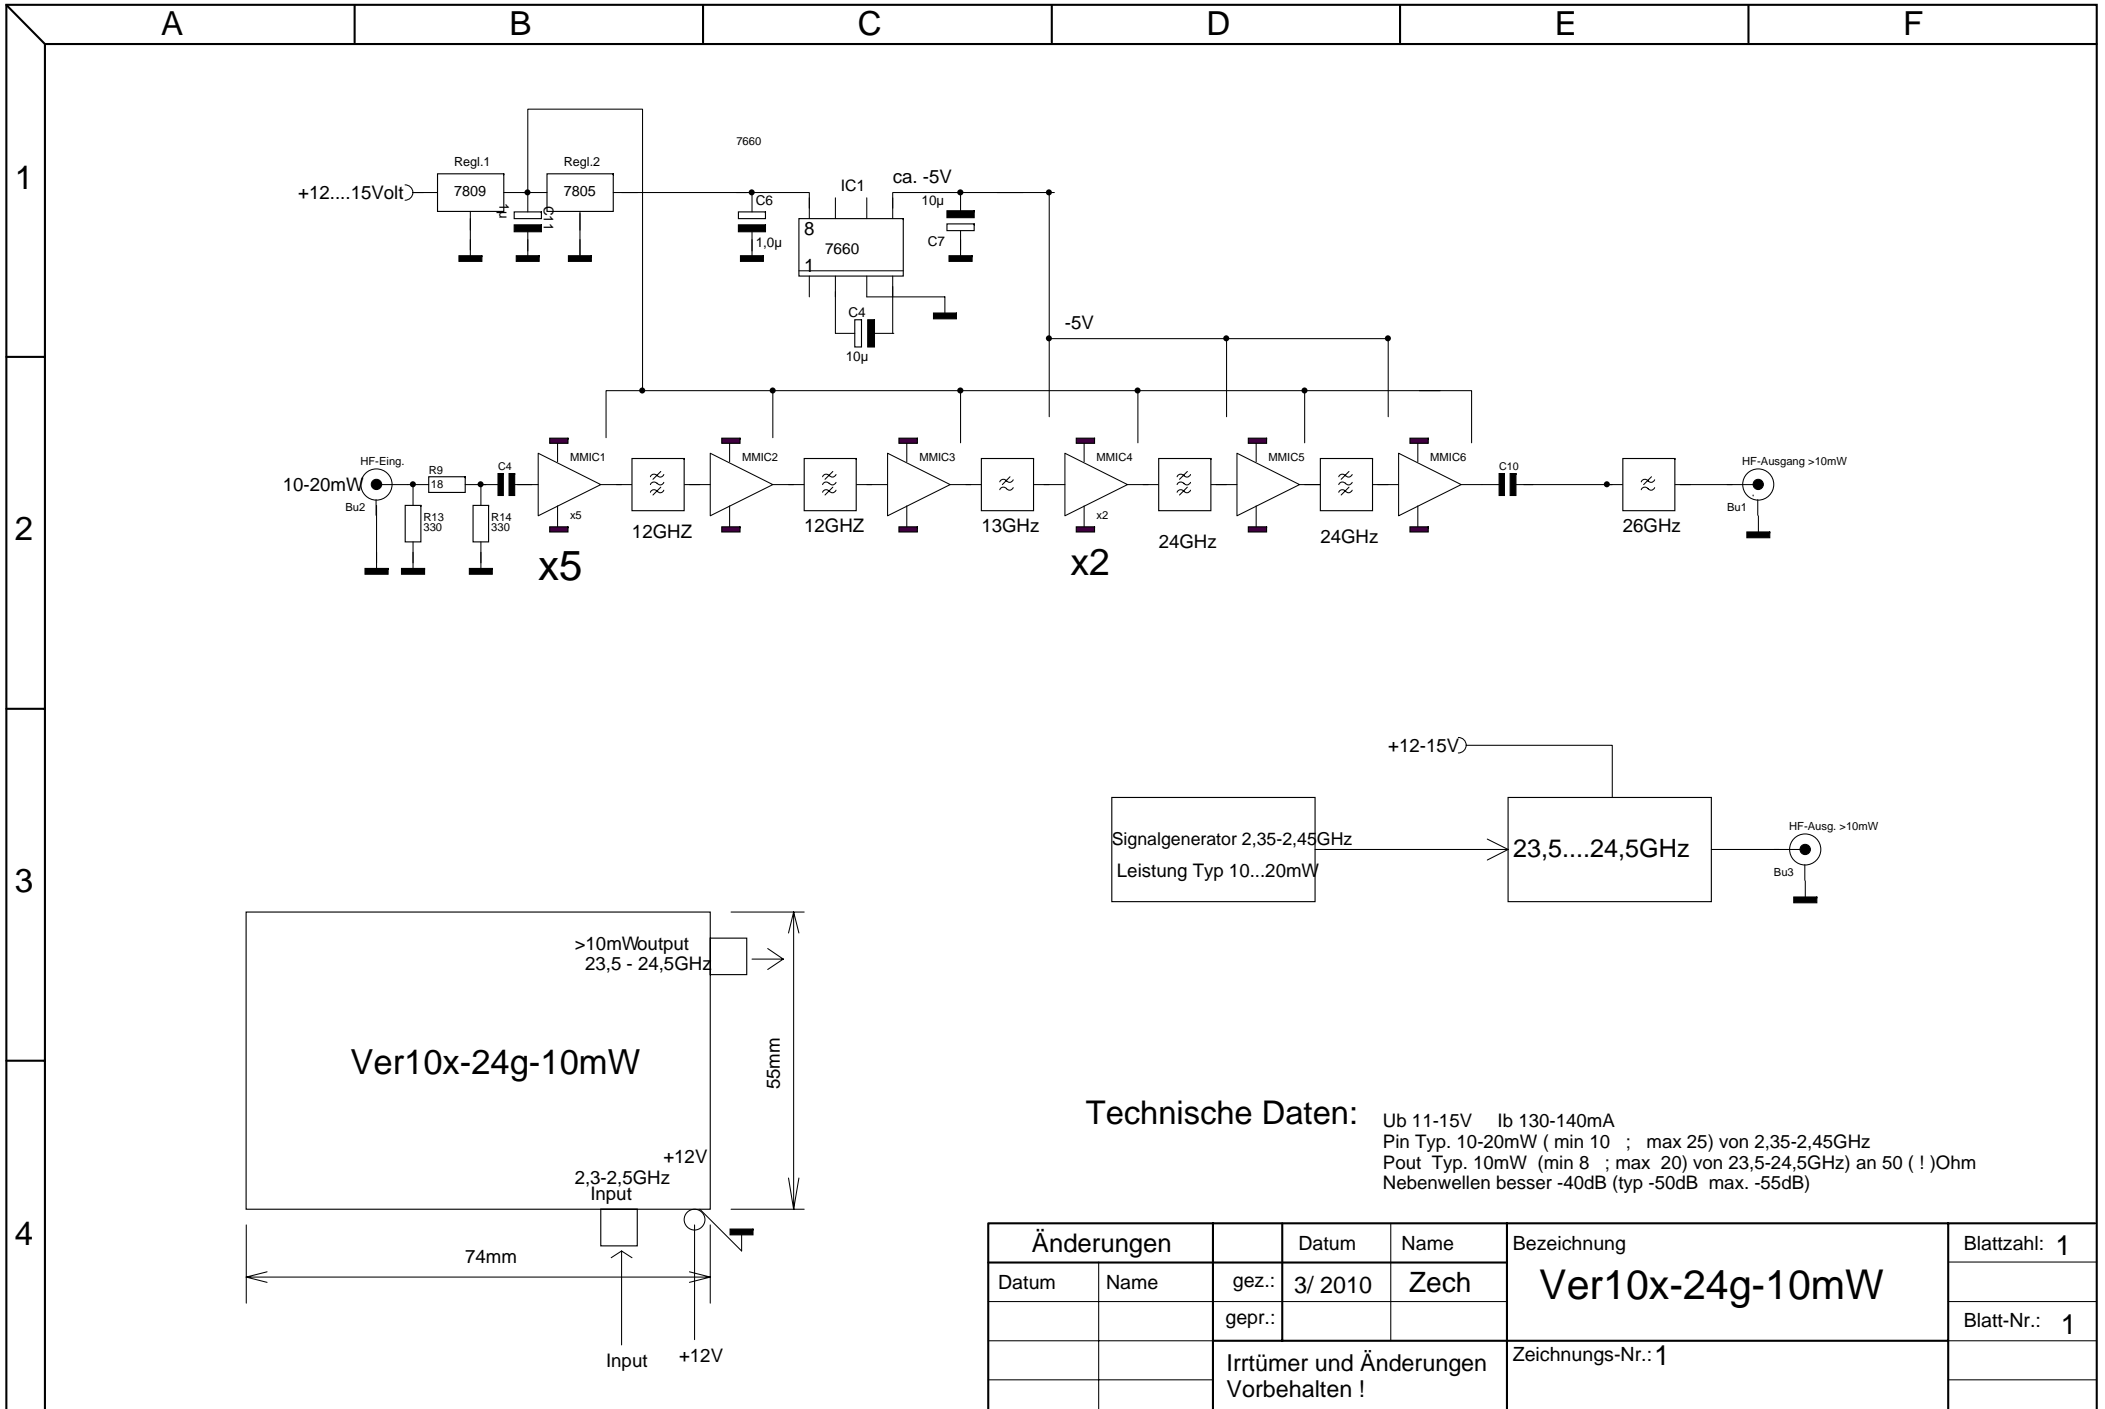 A B C D E F
1
2
3
4
7660
Regl.1
Regl.2
+12....15Volt
7809
7805
1µ
C11
C6
1,0µ
IC1
8
7660
1
ca. -5V
10µ
C7
C4
10µ
-5V
10-20mW
HF-Eing.
Bu2
R9
18
R13
330
R14
330
C4
MMIC1
x5
x5
12GHZ
MMIC2
12GHZ
MMIC3
13GHz
MMIC4
x2
x2
24GHz
MMIC5
24GHz
MMIC6
C10
26GHz
HF-Ausgang >10mW
Bu1
+12-15V
Signalgenerator 2,35-2,45GHz
Leistung Typ 10...20mW
23,5....24,5GHz
HF-Ausg. >10mW
Bu3
>10mWoutput
23,5 - 24,5GHz
Ver10x-24g-10mW
55mm
+12V
2,3-2,5GHz
Input
74mm
Input
+12V
Technische Daten:
Ub 11-15V Ib 130-140mA
Pin Typ. 10-20mW ( min 10 ; max 25) von 2,35-2,45GHz
Pout Typ. 10mW (min 8 ; max 20) von 23,5-24,5GHz) an 50 ( ! )Ohm
Nebenwellen besser -40dB (typ -50dB max. -55dB)
Änderungen
Datum Name
Datum Name
gez.: 3/ 2010 Zech
gepr.:
Irrtümer und Änderungen
Vorbehalten !
Bezeichnung
Ver10x-24g-10mW
Zeichnungs-Nr.: 1
Blattzahl: 1
Blatt-Nr.: 1